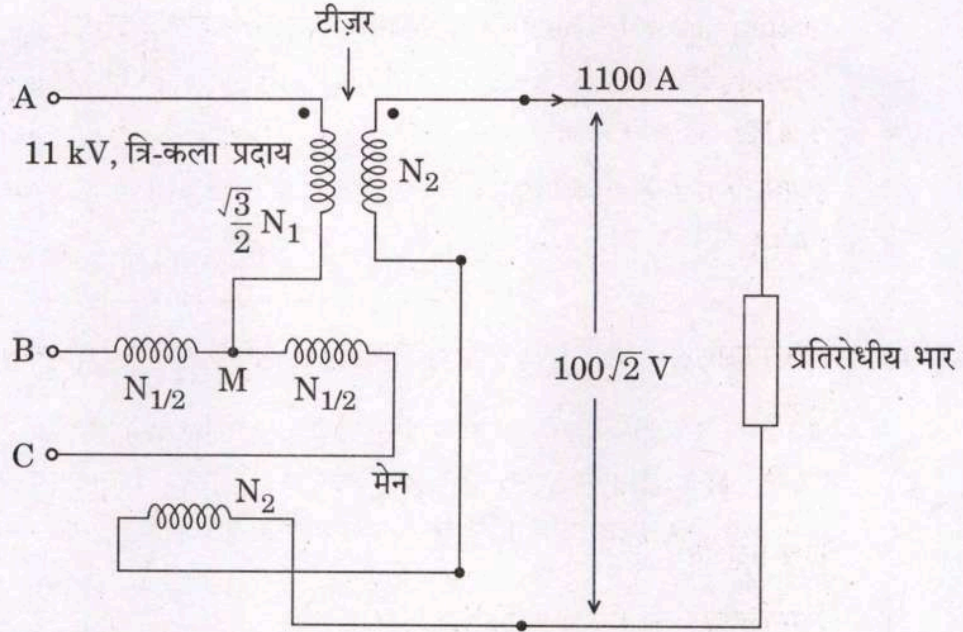 टीज़र
1100 A
A
11 kV, त्रि-कला प्रदाय
N₂
√3/2 N₁
B
100√2 V
प्रतिरोधीय भार
N₁/₂
M
N₁/₂
C
मेन
N₂